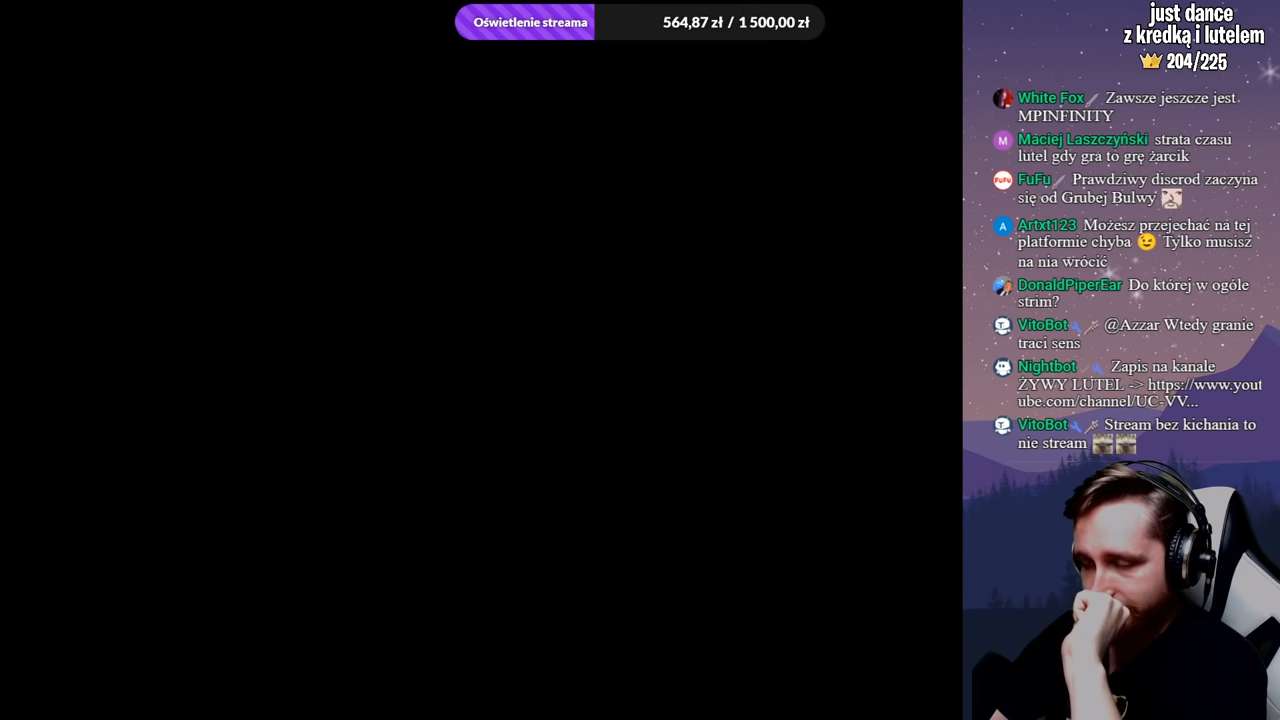 Oświetlenie streama
564,87 zł / 1 500,00 zł
just dance
z kredką i lutelem
204/225
White Fox Zawsze jeszcze jest
MPINFINITY
M Maciej Laszczyński strata czasu
lutel gdy gra to grę żarcik
FUFU FuFu Prawdziwy discrod zaczyna
się od Grubej Bulwy
A Artxt123 Możesz przejechać na tej
platformie chyba 😉 Tylko musisz
na nia wrócić
DonaldPiperEar Do której w ogóle
strim?
VitoBot @Azzar Wtedy granie
traci sens
Nightbot Zapis na kanale
ŻYWY LUTEL -> https://www.yout
ube.com/channel/UC-VV...
VitoBot Stream bez kichania to
nie stream